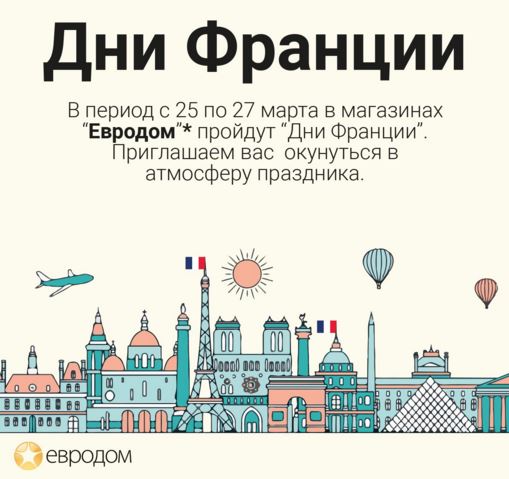 Дни Франции
В период с 25 по 27 марта в магазинах
“Евродом”* пройдут “Дни Франции”.
Приглашаем вас окунуться в
атмосферу праздника.
евродом